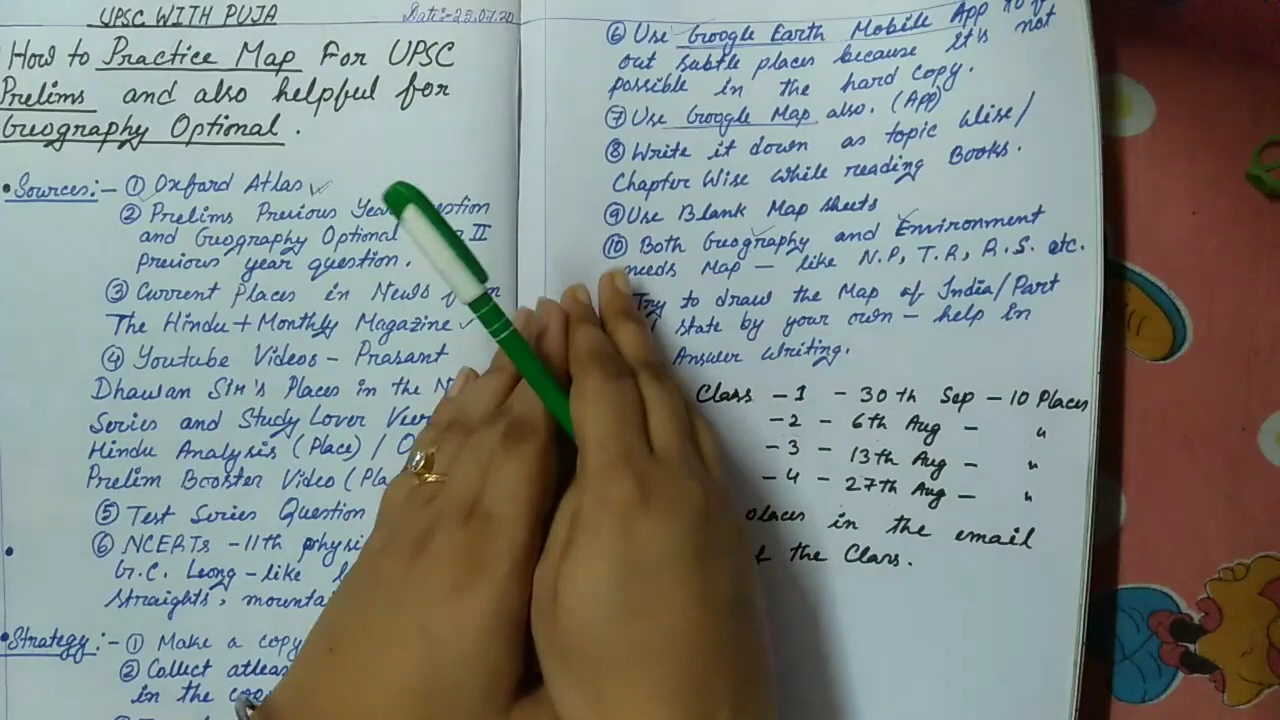 UPSC WITH PUJA
Date:- 25.07.20
How to Practice Map For UPSC
Prelims and also helpful for
Geography Optional.
• Sources:- ① Oxford Atlas ✓
② Prelims Previous Year
and Geography Optional II
Previous year question.
③ Current Places in News
The Hindu + Monthly Magazine ✓
④ Youtube Videos - Prasant
Dhawan Sir's Places in the
Series and Study Lover
Hindu Analysis (Place) /
Prelim Booster Video
⑤ Test Series Question
⑥ NCERTs - 11th
G.C. Leong - like
straights,
• Strategy:- ① Make a copy
② Collect
in the
⑥ Use Google Earth Mobile App
out subtle places because it's not
possible in the hard copy.
⑦ Use Google Map also. (App)
⑧ Write it down as topic wise/
Chapter Wise while reading Books.
⑨ Use Blank Map sheets
⑩ Both Geography and Environment
needs Map - like N.P, T.R, R.S. etc.
Try to draw the Map of India/Part
state by your own - help in
Answer Writing.
Class - 1 - 30th Sep - 10 Places
- 2 - 6th Aug - "
- 3 - 13th Aug - "
- 4 - 27th Aug - "
places in the email
the Class.